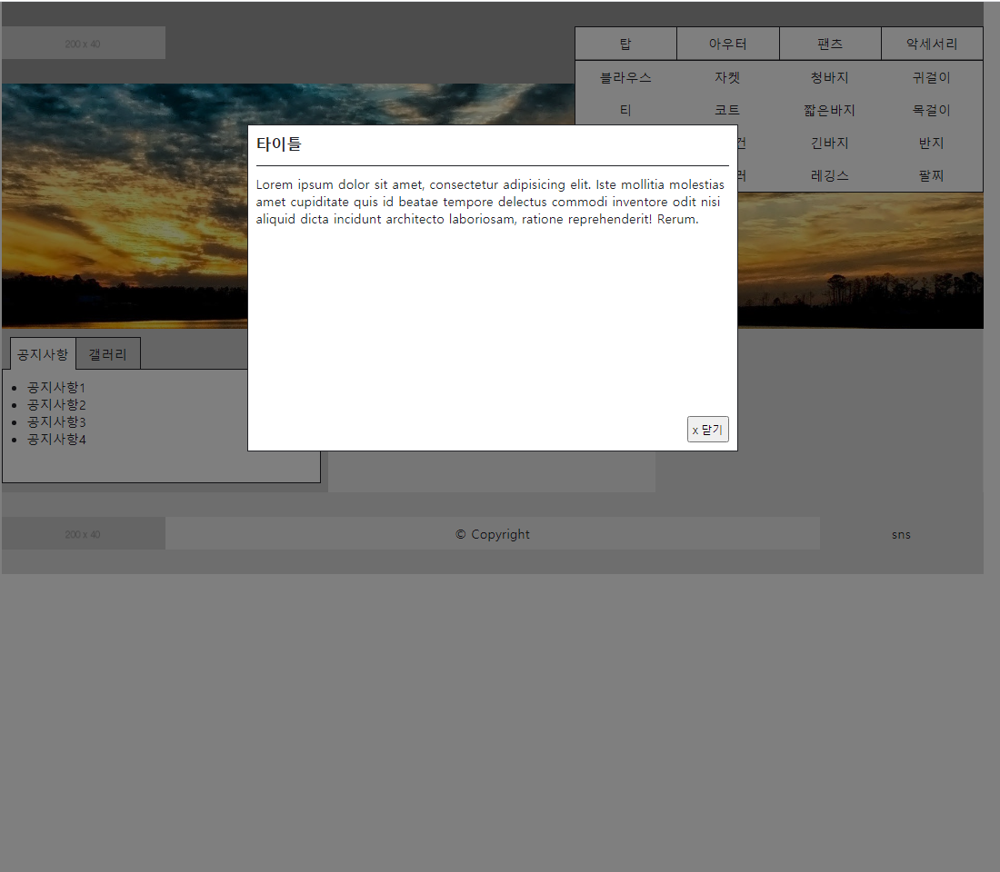 200 x 40
탑 아우터 팬츠 악세서리
블라우스 자켓 청바지 귀걸이
티 코트 짧은바지 목걸이
건 긴바지 반지
러 레깅스 팔찌
타이틀
Lorem ipsum dolor sit amet, consectetur adipisicing elit. Iste mollitia molestias
amet cupiditate quis id beatae tempore delectus commodi inventore odit nisi
aliquid dicta incidunt architecto laboriosam, ratione reprehenderit! Rerum.
x 닫기
공지사항 갤러리
공지사항1
공지사항2
공지사항3
공지사항4
200 x 40
© Copyright
sns